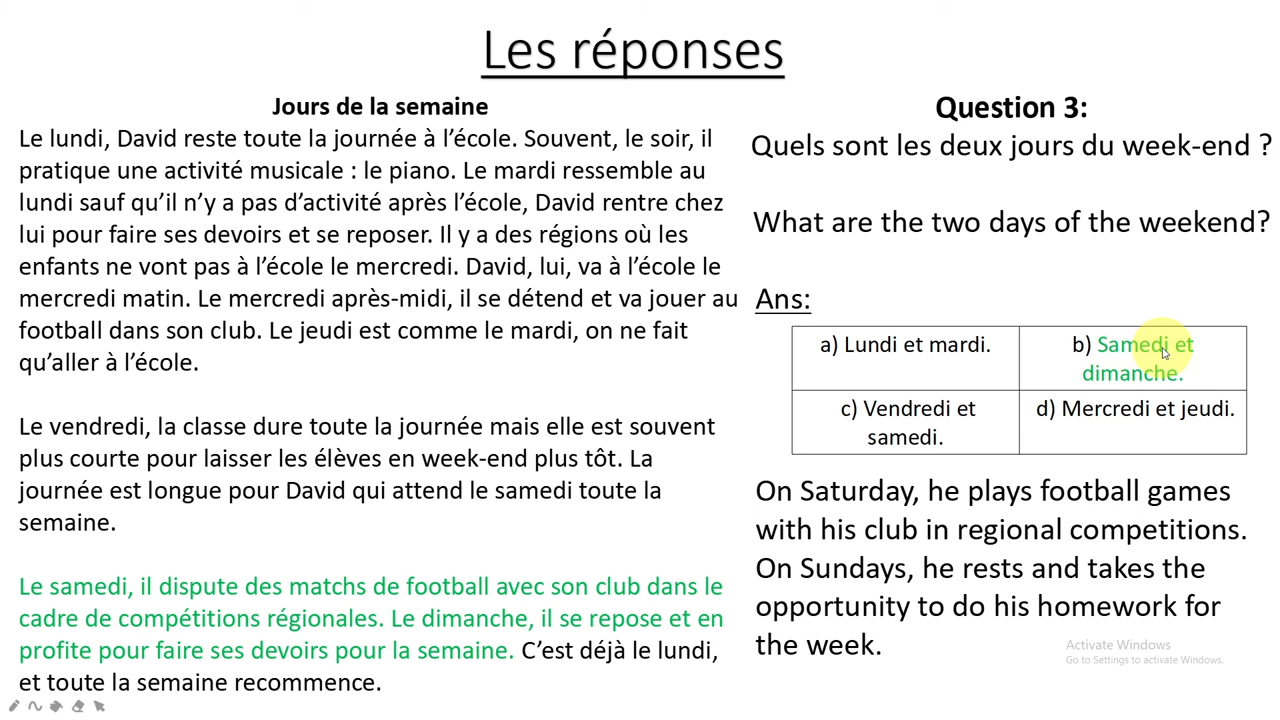 Les réponses
Jours de la semaine
Le lundi, David reste toute la journée à l’école. Souvent, le soir, il
pratique une activité musicale : le piano. Le mardi ressemble au
lundi sauf qu’il n’y a pas d’activité après l’école, David rentre chez
lui pour faire ses devoirs et se reposer. Il y a des régions où les
enfants ne vont pas à l’école le mercredi. David, lui, va à l’école le
mercredi matin. Le mercredi après-midi, il se détend et va jouer au
football dans son club. Le jeudi est comme le mardi, on ne fait
qu’aller à l’école.
Le vendredi, la classe dure toute la journée mais elle est souvent
plus courte pour laisser les élèves en week-end plus tôt. La
journée est longue pour David qui attend le samedi toute la
semaine.
Le samedi, il dispute des matchs de football avec son club dans le
cadre de compétitions régionales. Le dimanche, il se repose et en
profite pour faire ses devoirs pour la semaine. C’est déjà le lundi,
et toute la semaine recommence.
Question 3:
Quels sont les deux jours du week-end ?
What are the two days of the weekend?
Ans:
a) Lundi et mardi.
b) Samedi et
dimanche.
c) Vendredi et
samedi.
d) Mercredi et jeudi.
On Saturday, he plays football games
with his club in regional competitions.
On Sundays, he rests and takes the
opportunity to do his homework for
the week.
Activate Windows
Go to Settings to activate Windows.